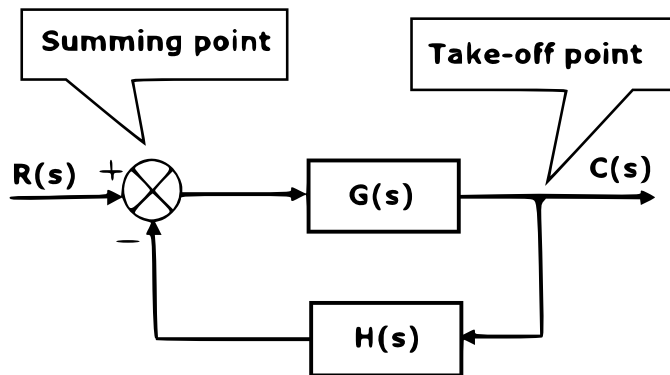 Summing point
Take-off point
R(s)
+
G(s)
C(s)
−
H(s)